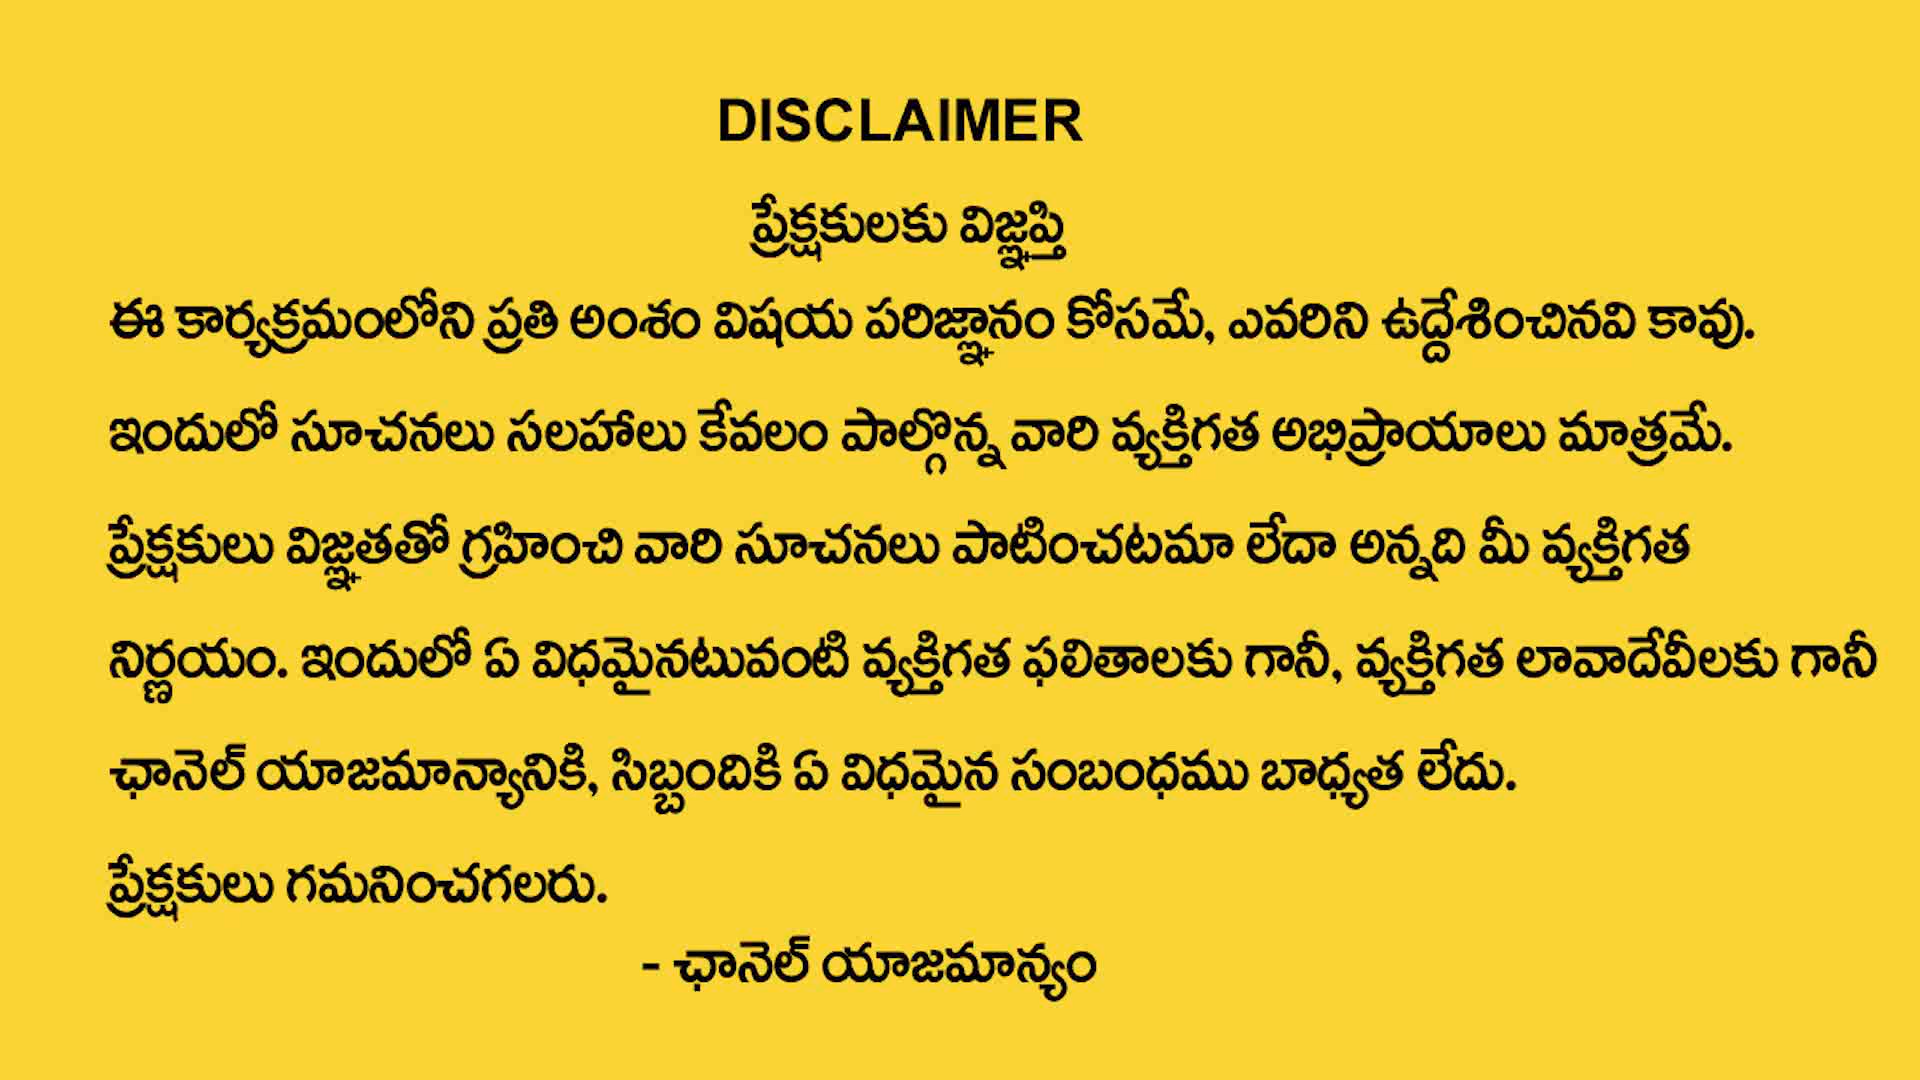 DISCLAIMER
ప్రేక్షకులకు విజ్ఞప్తి
ఈ కార్యక్రమంలోని ప్రతి అంశం విషయ పరిజ్ఞానం కోసమే, ఎవరిని ఉద్దేశించినవి కావు.
ఇందులో సూచనలు సలహాలు కేవలం పాల్గొన్న వారి వ్యక్తిగత అభిప్రాయాలు మాత్రమే.
ప్రేక్షకులు విజ్ఞతతో గ్రహించి వారి సూచనలు పాటించటమా లేదా అన్నది మీ వ్యక్తిగత
నిర్ణయం. ఇందులో ఏ విధమైనటువంటి వ్యక్తిగత ఫలితాలకు గానీ, వ్యక్తిగత లావాదేవీలకు గానీ
ఛానెల్ యాజమాన్యానికి, సిబ్బందికి ఏ విధమైన సంబంధము బాధ్యత లేదు.
ప్రేక్షకులు గమనించగలరు.
- ఛానెల్ యాజమాన్యం